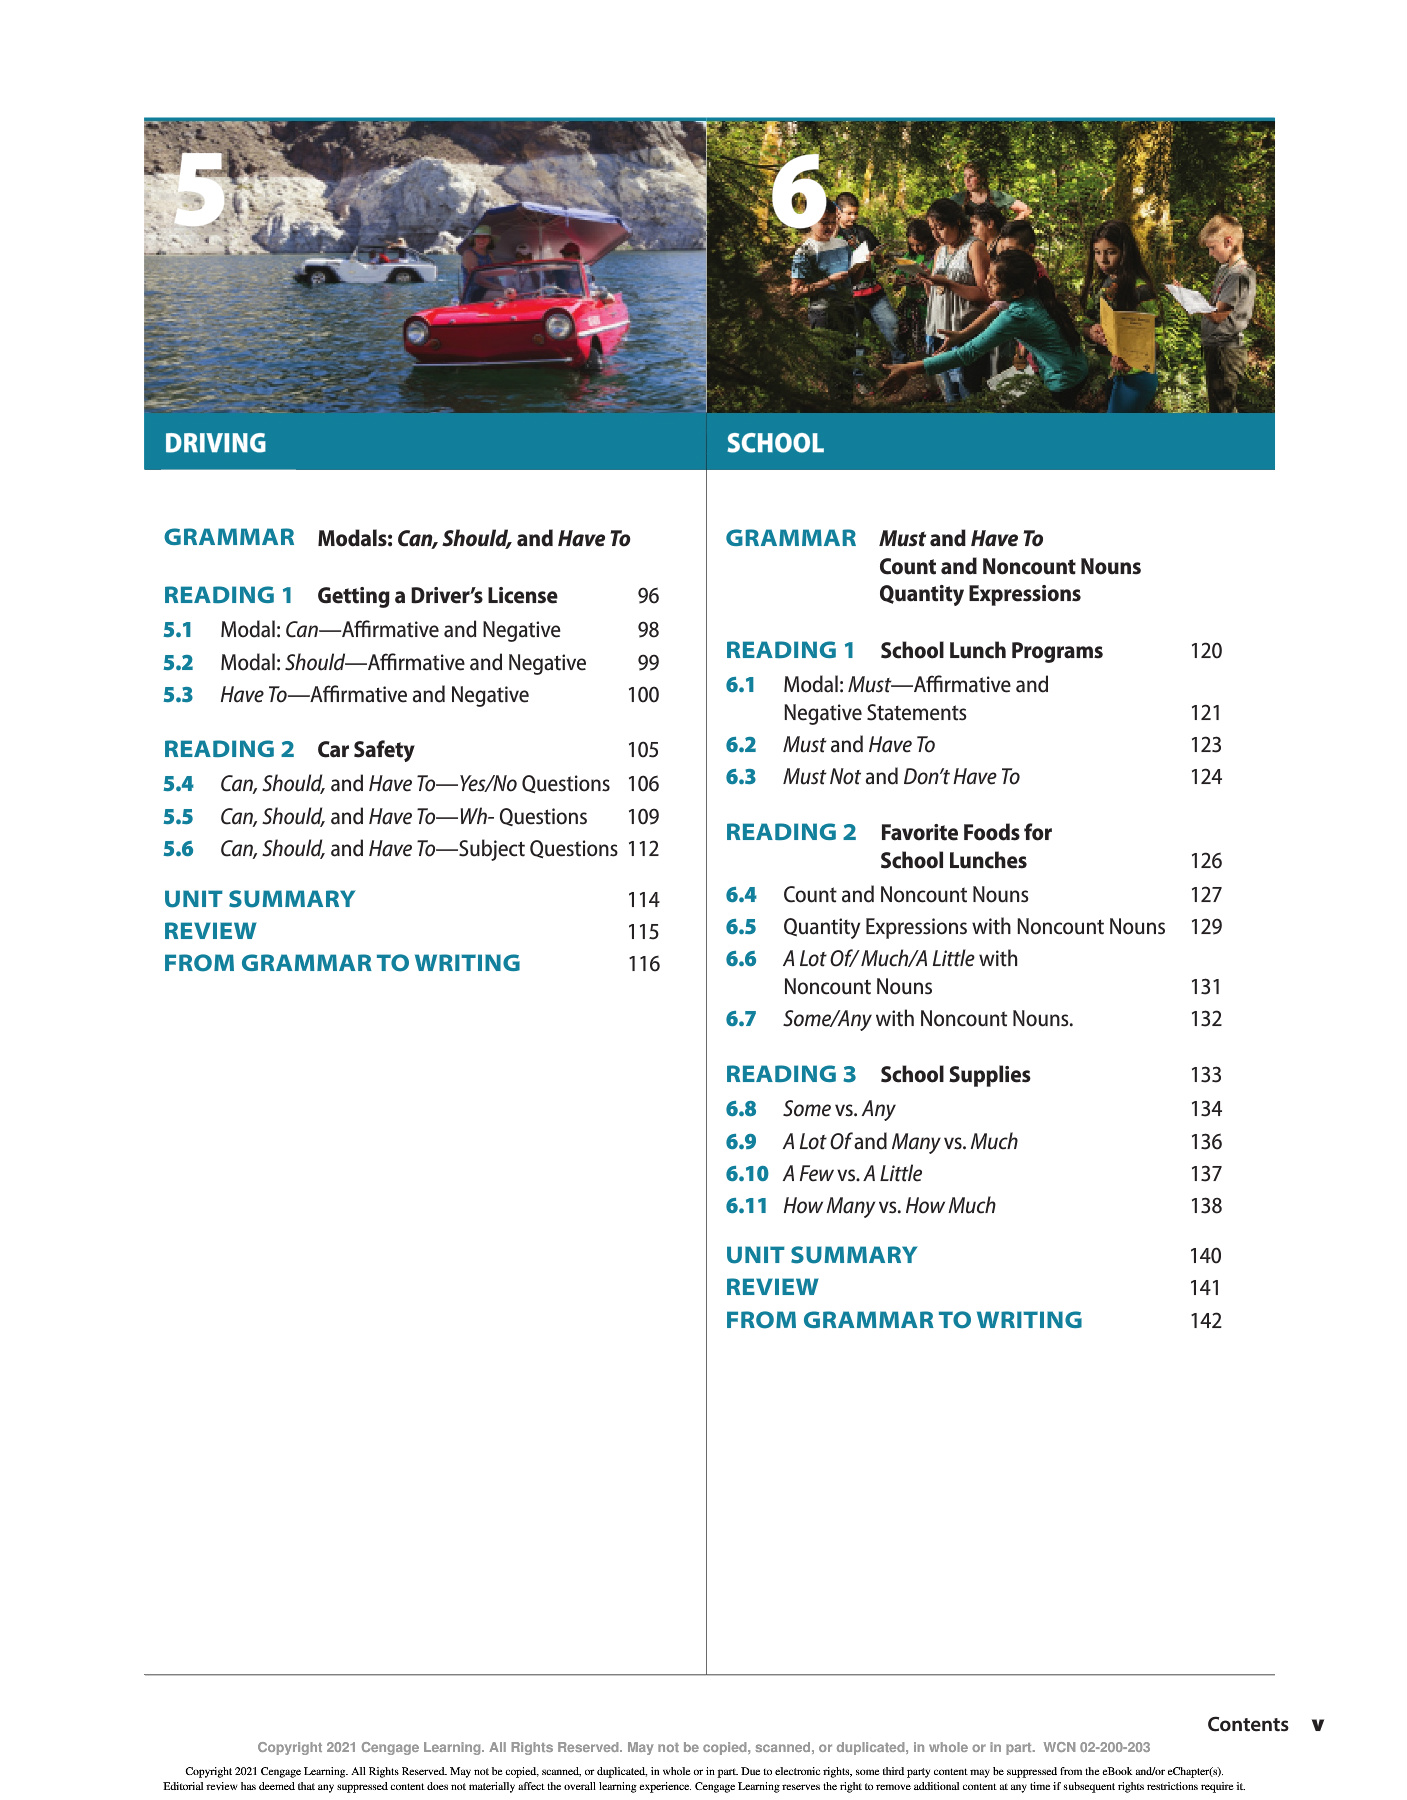 5
DRIVING
GRAMMAR Modals: Can, Should, and Have To
READING 1 Getting a Driver's License 96
5.1 Modal: Can—Affirmative and Negative 98
5.2 Modal: Should—Affirmative and Negative 99
5.3 Have To—Affirmative and Negative 100
READING 2 Car Safety 105
5.4 Can, Should, and Have To—Yes/No Questions 106
5.5 Can, Should, and Have To—Wh- Questions 109
5.6 Can, Should, and Have To—Subject Questions 112
UNIT SUMMARY 114
REVIEW 115
FROM GRAMMAR TO WRITING 116
6
SCHOOL
GRAMMAR Must and Have To
Count and Noncount Nouns
Quantity Expressions
READING 1 School Lunch Programs 120
6.1 Modal: Must—Affirmative and
Negative Statements 121
6.2 Must and Have To 123
6.3 Must Not and Don't Have To 124
READING 2 Favorite Foods for
School Lunches 126
6.4 Count and Noncount Nouns 127
6.5 Quantity Expressions with Noncount Nouns 129
6.6 A Lot Of/ Much/A Little with
Noncount Nouns 131
6.7 Some/Any with Noncount Nouns. 132
READING 3 School Supplies 133
6.8 Some vs. Any 134
6.9 A Lot Of and Many vs. Much 136
6.10 A Few vs. A Little 137
6.11 How Many vs. How Much 138
UNIT SUMMARY 140
REVIEW 141
FROM GRAMMAR TO WRITING 142
Contents v
Copyright 2021 Cengage Learning. All Rights Reserved. May not be copied, scanned, or duplicated, in whole or in part. WCN 02-200-203
Copyright 2021 Cengage Learning. All Rights Reserved. May not be copied, scanned, or duplicated, in whole or in part. Due to electronic rights, some third party content may be suppressed from the eBook and/or eChapter(s).
Editorial review has deemed that any suppressed content does not materially affect the overall learning experience. Cengage Learning reserves the right to remove additional content at any time if subsequent rights restrictions require it.